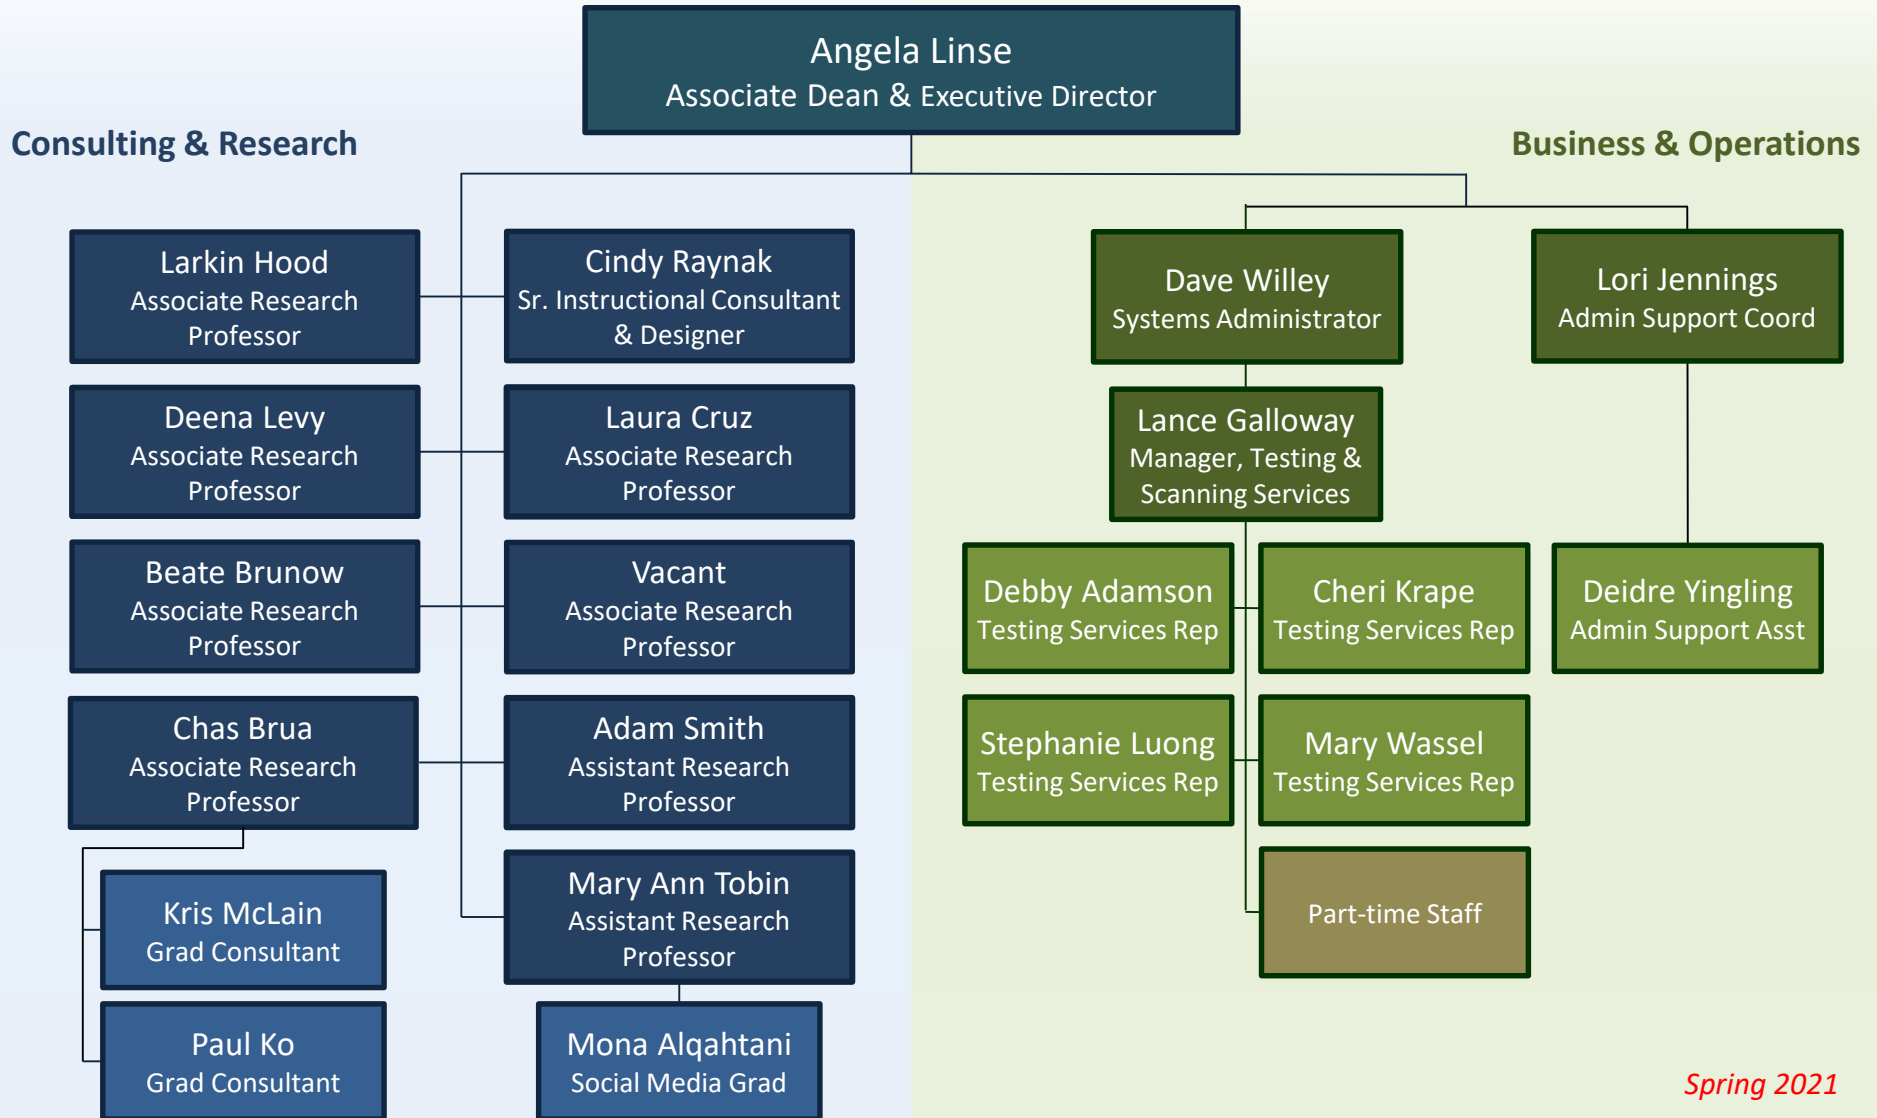 Angela Linse
Associate Dean & Executive Director
Consulting & Research
Business & Operations
Larkin Hood
Associate Research
Professor
Cindy Raynak
Sr. Instructional Consultant
& Designer
Deena Levy
Associate Research
Professor
Laura Cruz
Associate Research
Professor
Beate Brunow
Associate Research
Professor
Vacant
Associate Research
Professor
Chas Brua
Associate Research
Professor
Adam Smith
Assistant Research
Professor
Kris McLain
Grad Consultant
Paul Ko
Grad Consultant
Mary Ann Tobin
Assistant Research
Professor
Mona Alqahtani
Social Media Grad
Dave Willey
Systems Administrator
Lori Jennings
Admin Support Coord
Lance Galloway
Manager, Testing &
Scanning Services
Debby Adamson
Testing Services Rep
Cheri Krape
Testing Services Rep
Deidre Yingling
Admin Support Asst
Stephanie Luong
Testing Services Rep
Mary Wassel
Testing Services Rep
Part-time Staff
Spring 2021